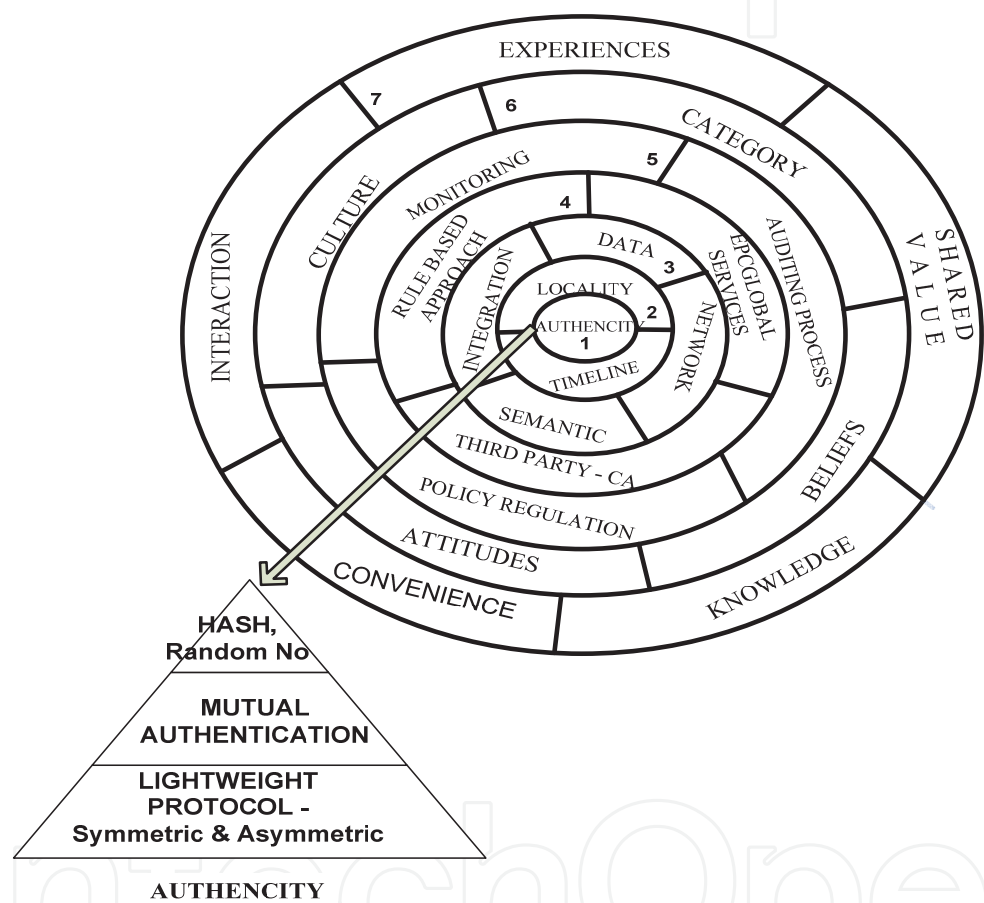 EXPERIENCES
7
6
CATEGORY
5
MONITORING
CULTURE
4
RULE BASED
APPROACH
DATA
3
EPCGLOBAL
SERVICES
AUDITING PROCESS
SHARED
VALUE
INTERACTION
INTEGRATION
LOCALITY
2
AUTHENCITY
1
NETWORK
TIMELINE
SEMANTIC
THIRD PARTY - CA
POLICY REGULATION
BELIEFS
ATTITUDES
CONVENIENCE
KNOWLEDGE
HASH,
Random No
MUTUAL
AUTHENTICATION
LIGHTWEIGHT
PROTOCOL -
Symmetric & Asymmetric
AUTHENCITY